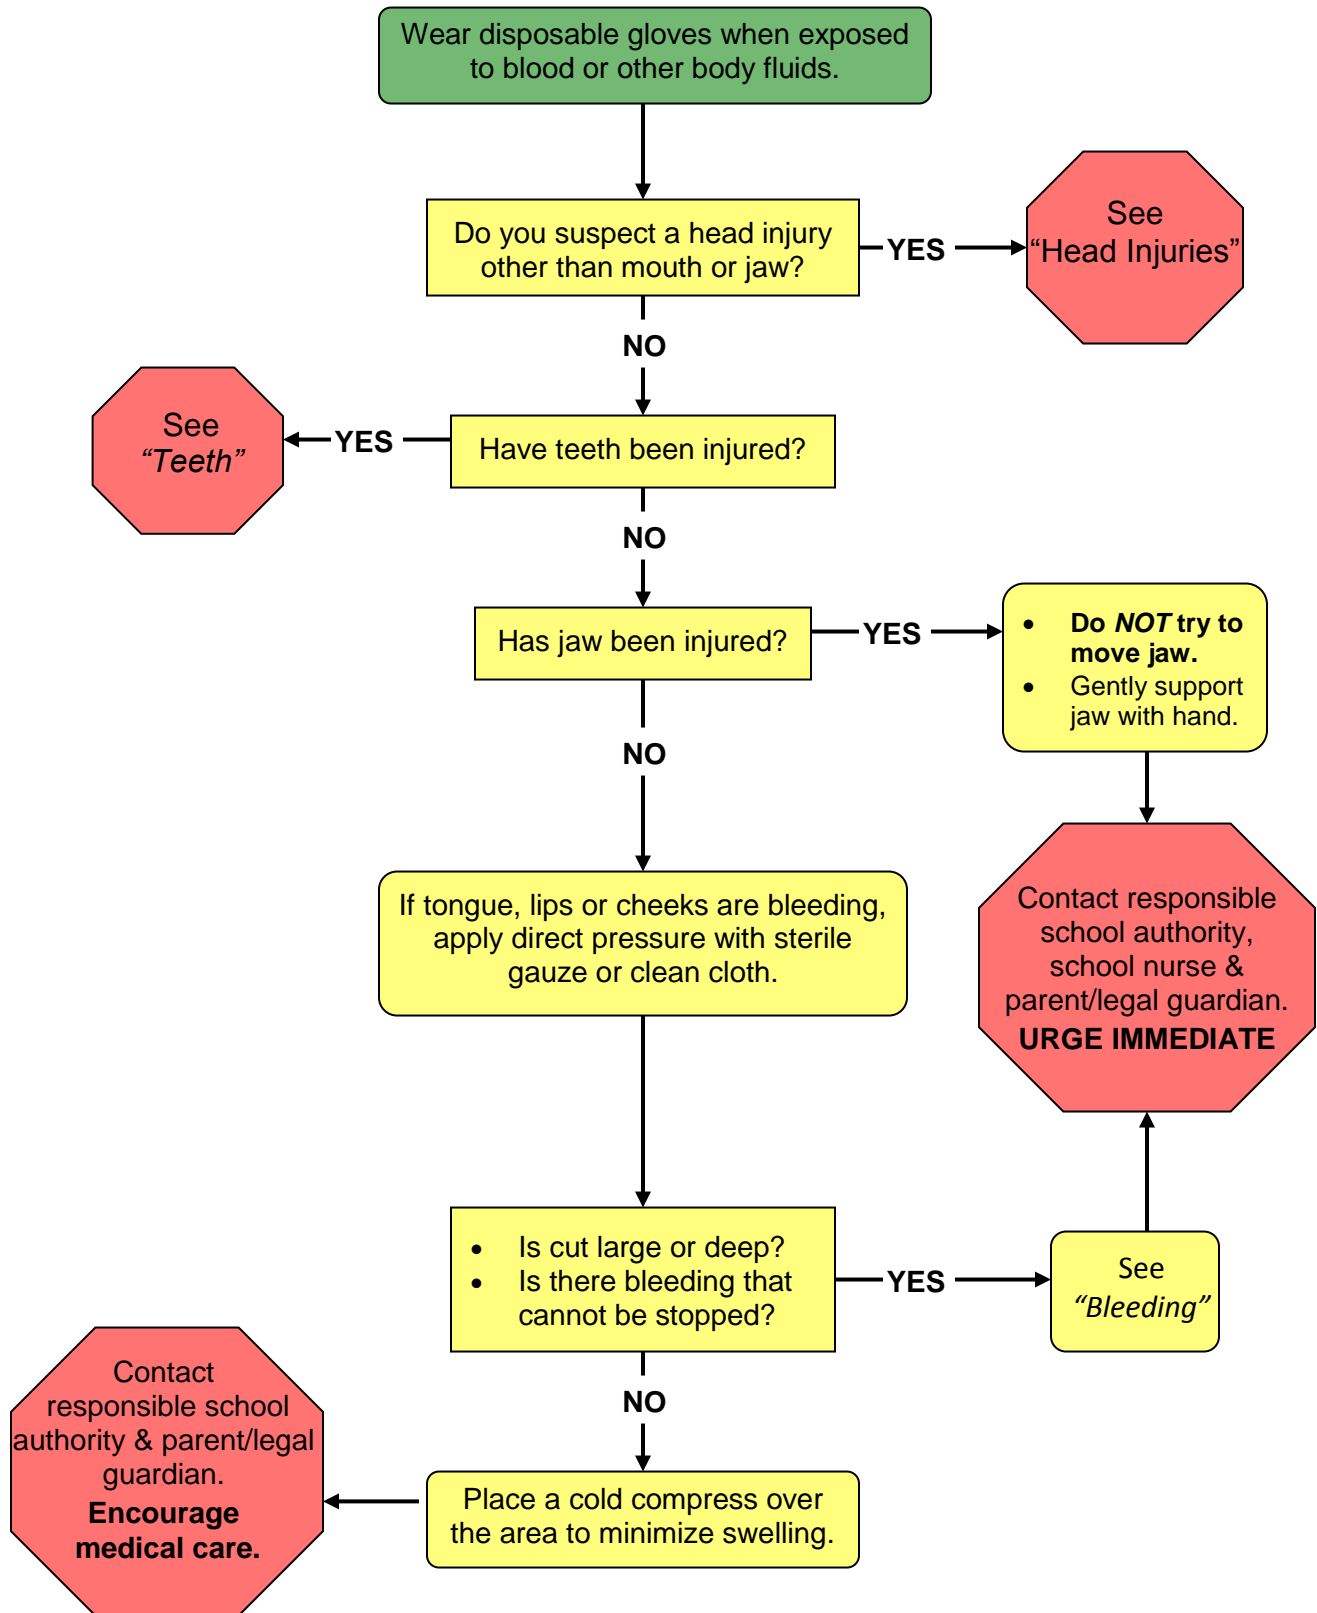 Wear disposable gloves when exposed
to blood or other body fluids.
Do you suspect a head injury
other than mouth or jaw?
YES
See
“Head Injuries”
NO
See
“Teeth”
YES
Have teeth been injured?
NO
Has jaw been injured?
YES
• Do NOT try to
move jaw.
• Gently support
jaw with hand.
NO
If tongue, lips or cheeks are bleeding,
apply direct pressure with sterile
gauze or clean cloth.
Contact responsible
school authority,
school nurse &
parent/legal guardian.
URGE IMMEDIATE
• Is cut large or deep?
• Is there bleeding that
cannot be stopped?
YES
See
“Bleeding”
NO
Place a cold compress over
the area to minimize swelling.
Contact
responsible school
authority & parent/legal
guardian.
Encourage
medical care.